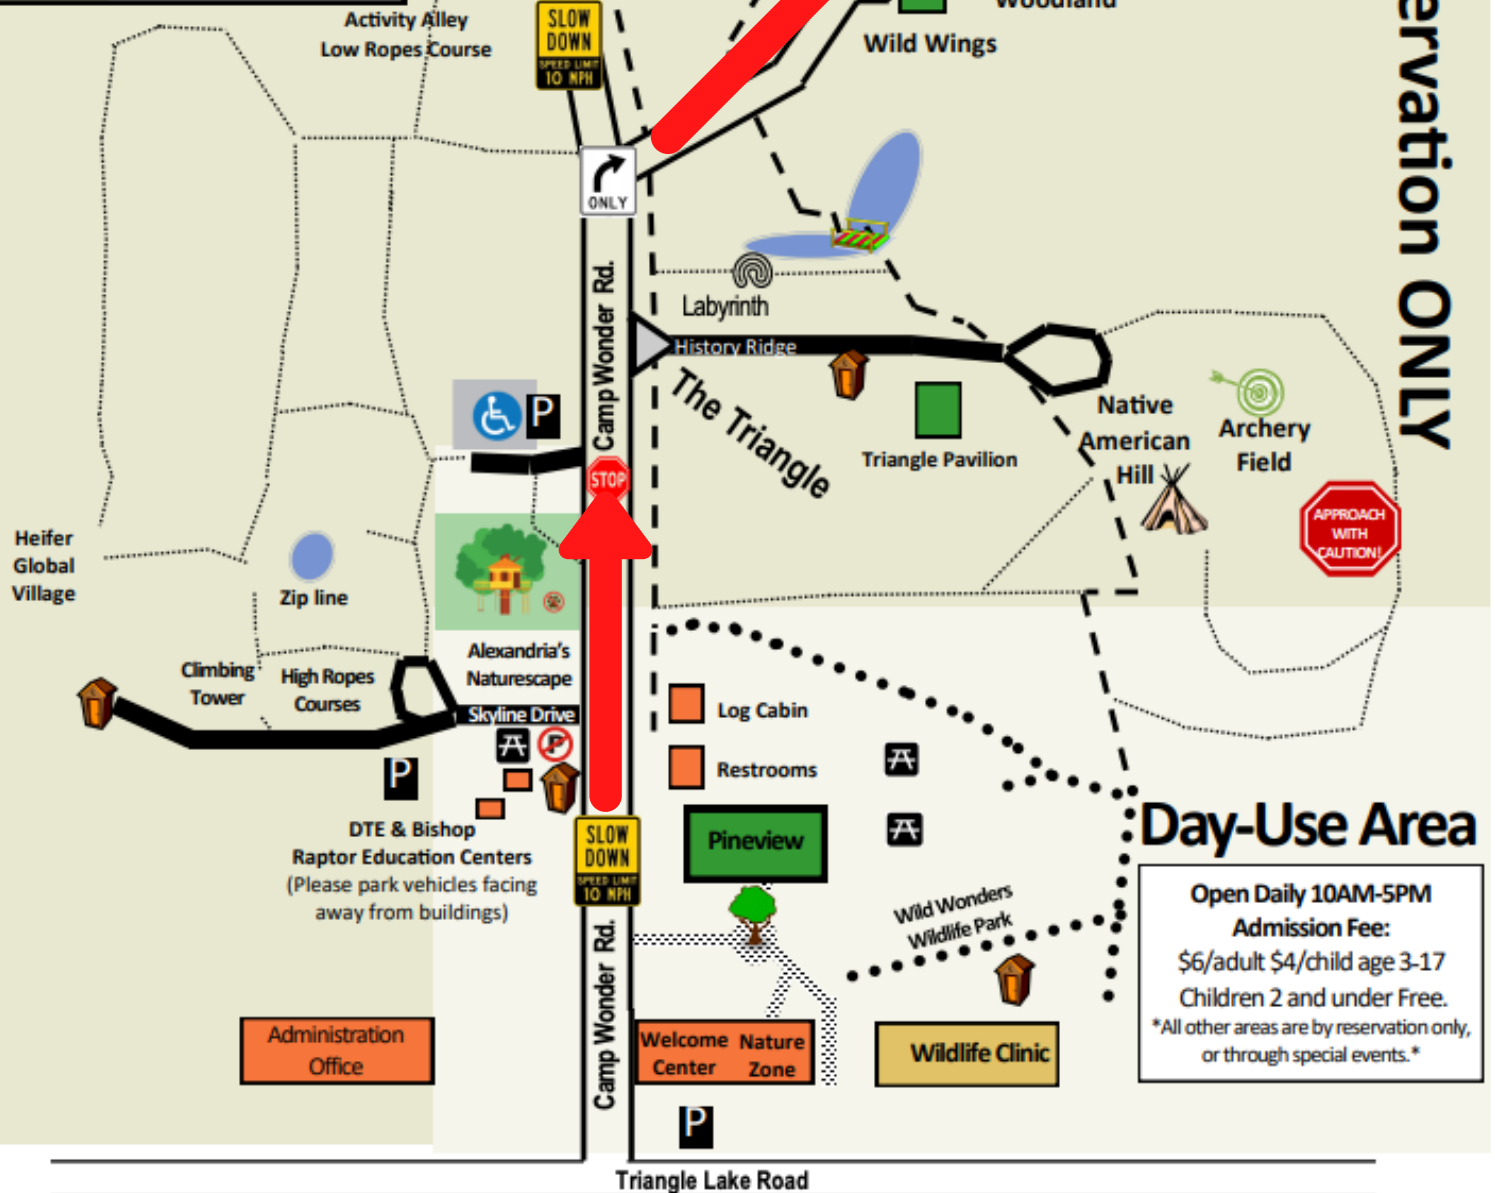 Activity Alley
Low Ropes Course
SLOW
DOWN
SPEED LIMIT
10 MPH
Woodland
Wild Wings
ervation ONLY
ONLY
Camp Wonder Rd.
Labyrinth
History Ridge
The Triangle
P
STOP
Triangle Pavilion
Native
American
Hill
Archery
Field
APPROACH
WITH
CAUTION!
Heifer
Global
Village
Zip line
Climbing
Tower
High Ropes
Courses
Alexandria's
Naturescape
Skyline Drive
P
P
Log Cabin
Restrooms
DTE & Bishop
Raptor Education Centers
(Please park vehicles facing
away from buildings)
SLOW
DOWN
SPEED LIMIT
10 MPH
Pineview
Day-Use Area
Open Daily 10AM-5PM
Admission Fee:
$6/adult $4/child age 3-17
Children 2 and under Free.
*All other areas are by reservation only,
or through special events.*
Wild Wonders
Wildlife Park
Camp Wonder Rd.
Administration
Office
Welcome
Center
Nature
Zone
Wildlife Clinic
P
Triangle Lake Road